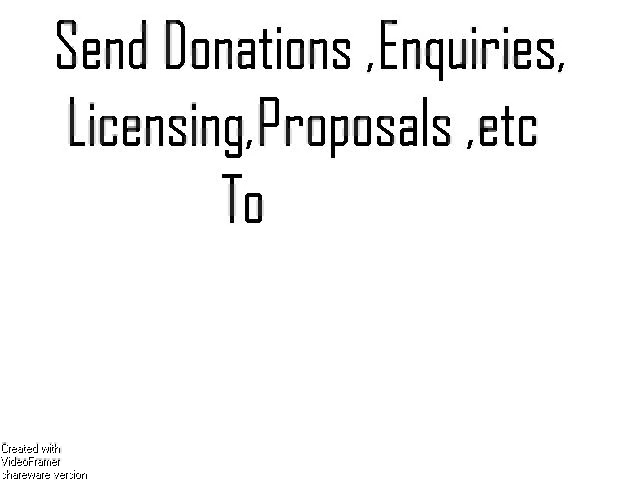 Send Donations ,Enquiries,
Licensing,Proposals ,etc
To
Created with
VideoFramer
shareware version